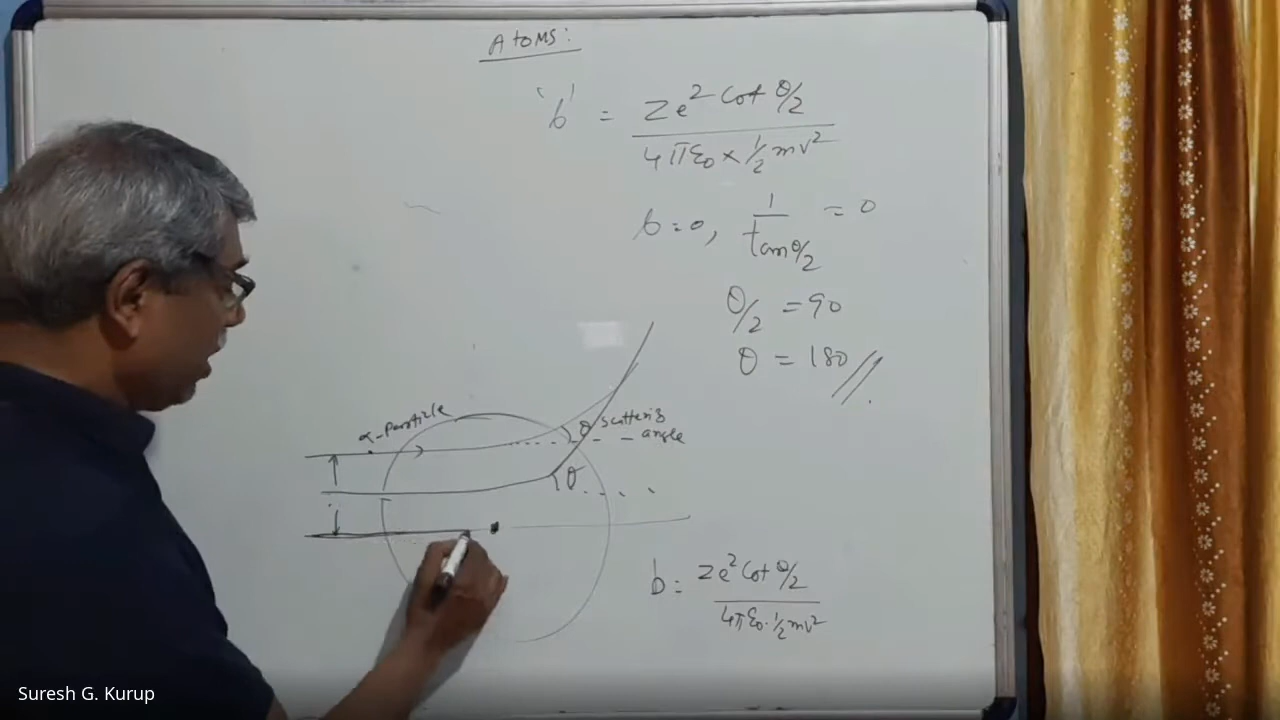 AtoMS:
'b' = Ze² Cot θ/2 / 4πε₀ × ½mv²
b = 0, 1/tan θ/2 = 0
θ/2 = 90
θ = 180 //.
α-Particle
θ scattering angle
θ
b = Ze² Cot θ/2 / 4πε₀·½mv²
Suresh G. Kurup